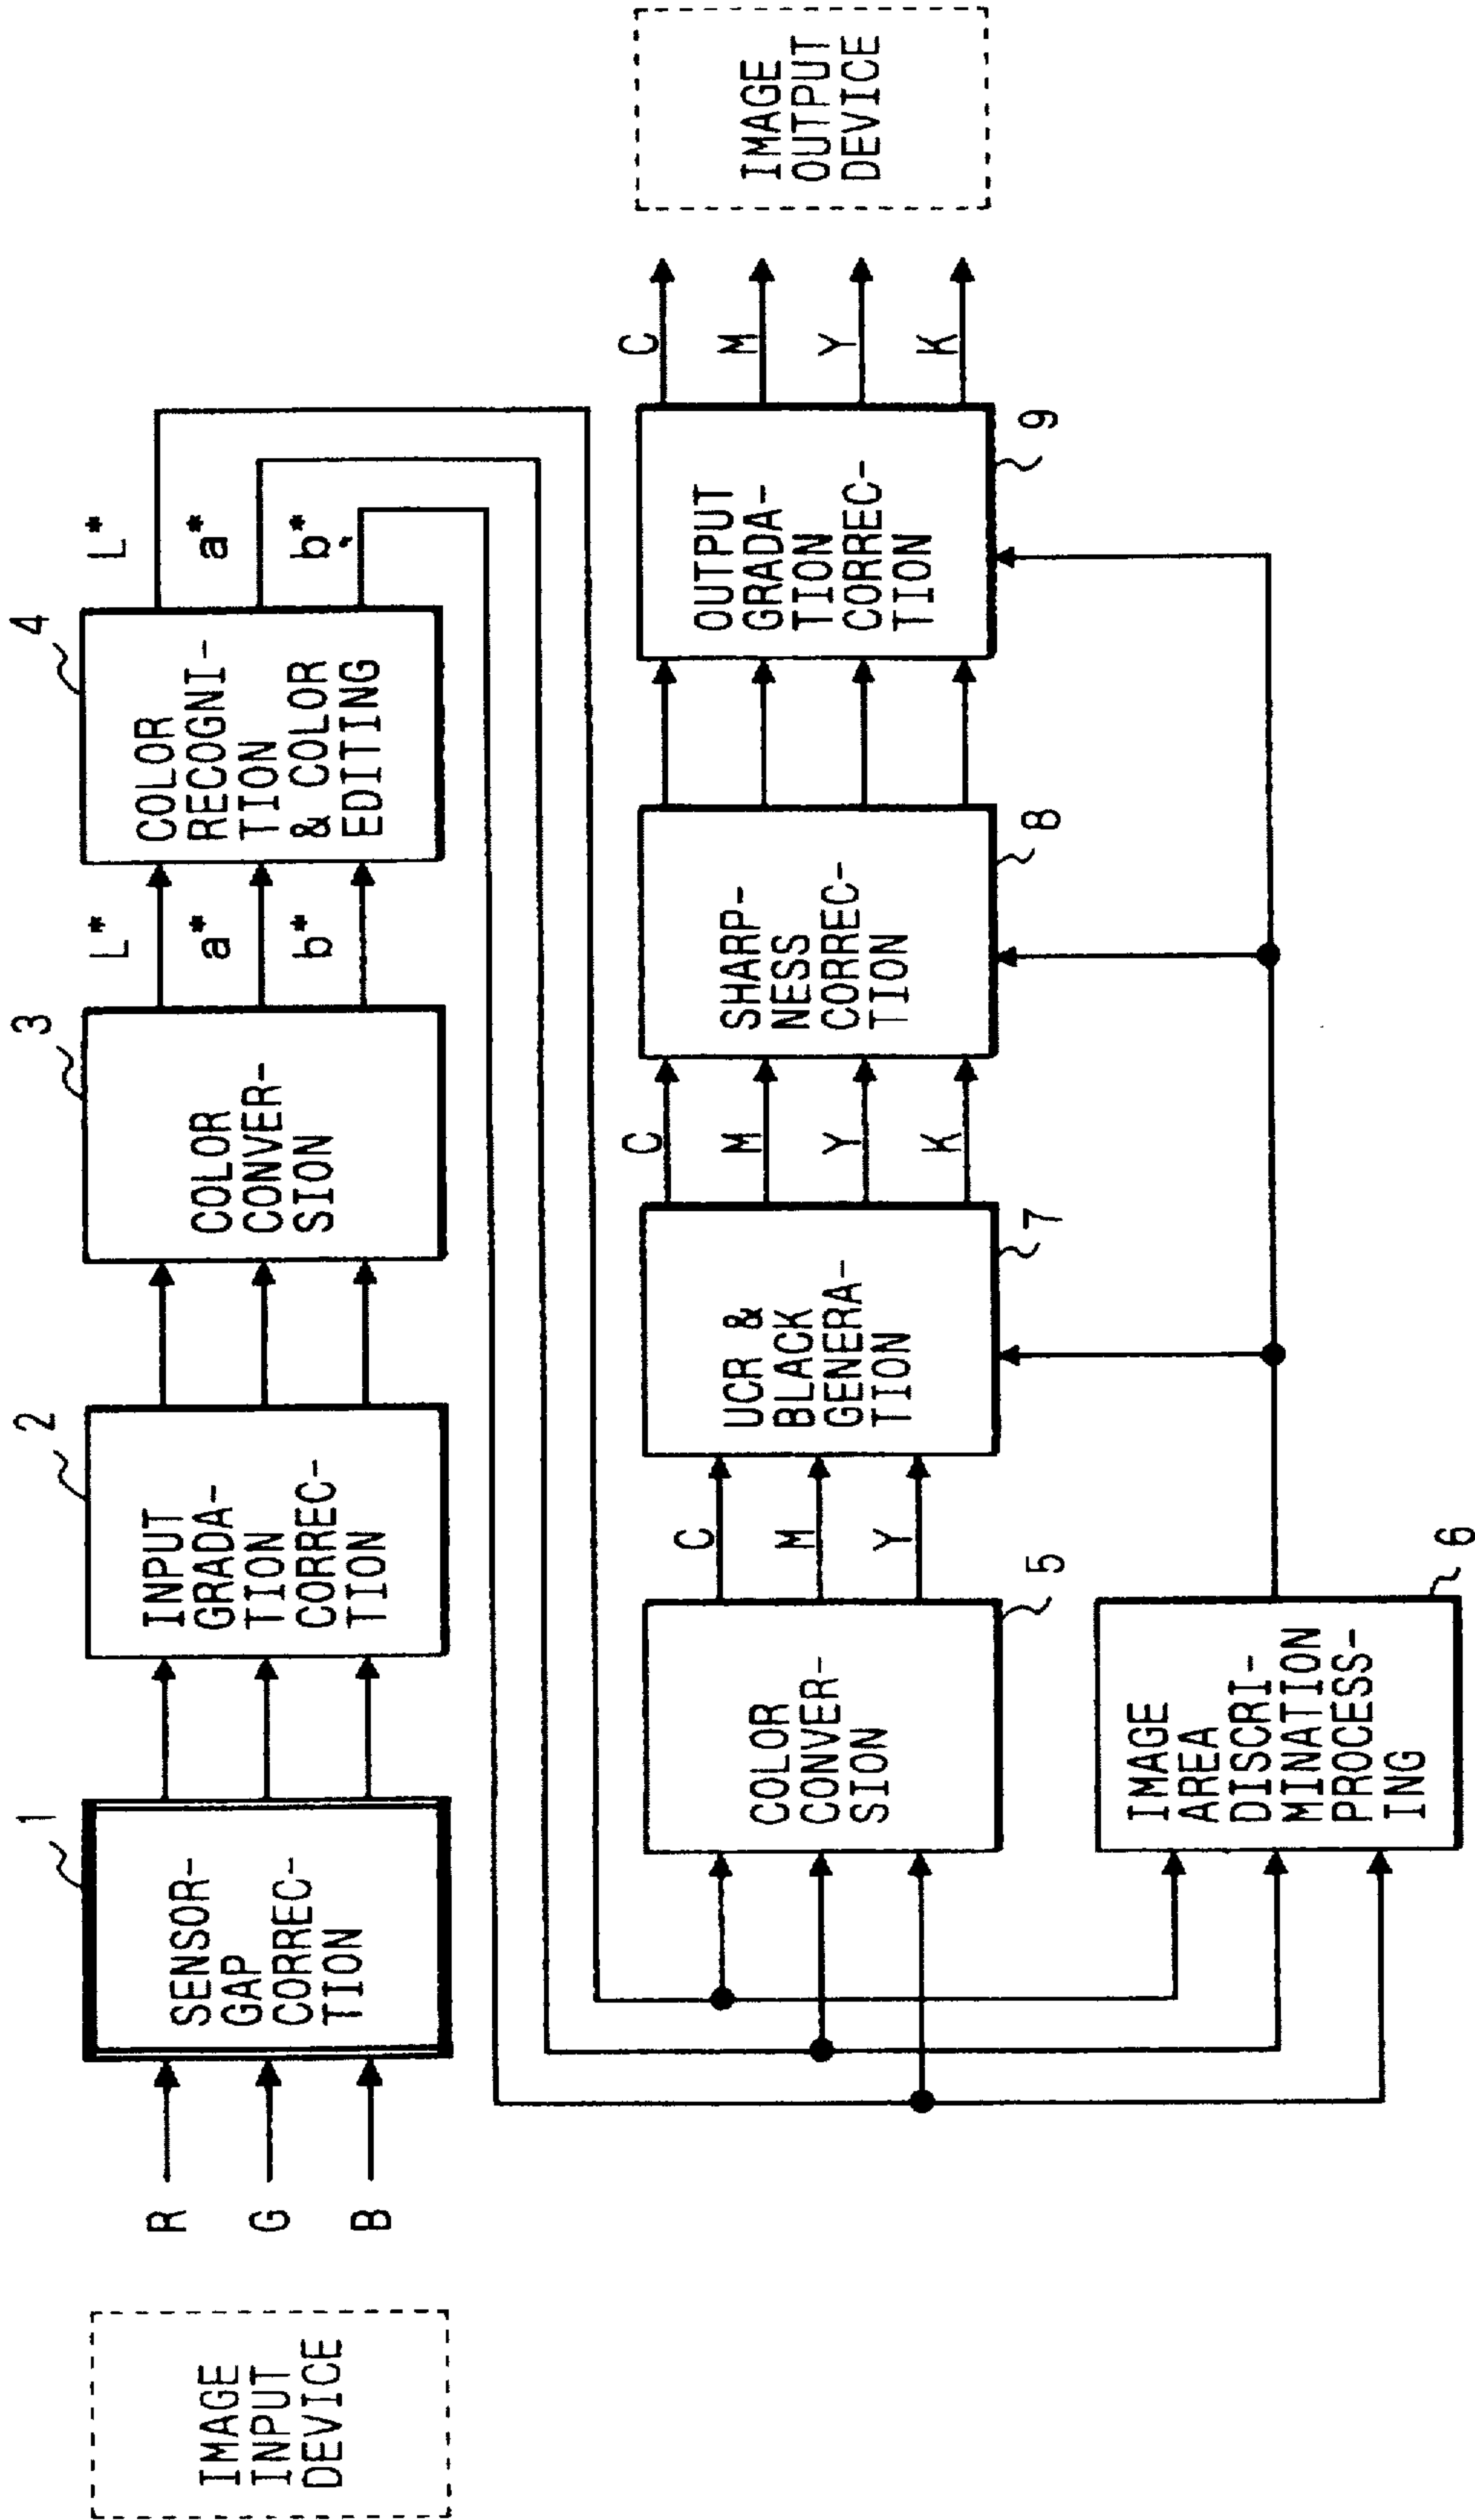 IMAGE
INPUT
DEVICE
R
G
B
1
SENSOR-
GAP
CORREC-
TION
2
INPUT
GRADA-
TION
CORREC-
TION
3
COLOR
CONVER-
SION
L*
a*
b*
4
COLOR
RECOGNI-
TION
& COLOR
EDITING
L*
a*
b*
5
COLOR
CONVER-
SION
C
M
Y
6
IMAGE
AREA
DISCRI-
MINATION
PROCESS-
ING
7
UCR &
BLACK
GENERA-
TION
C
M
Y
K
8
SHARP-
NESS
CORREC-
TION
9
OUTPUT
GRADA-
TION
CORREC-
TION
C
M
Y
K
IMAGE
OUTPUT
DEVICE